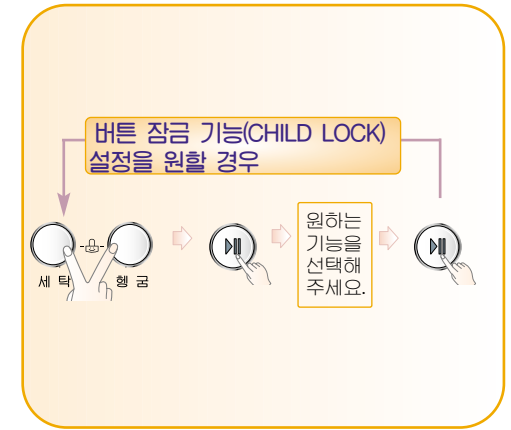 버튼 잠금 기능(CHILD LOCK)
설정을 원할 경우
원하는
기능을
선택해
주세요.
세 탁
헹 굼